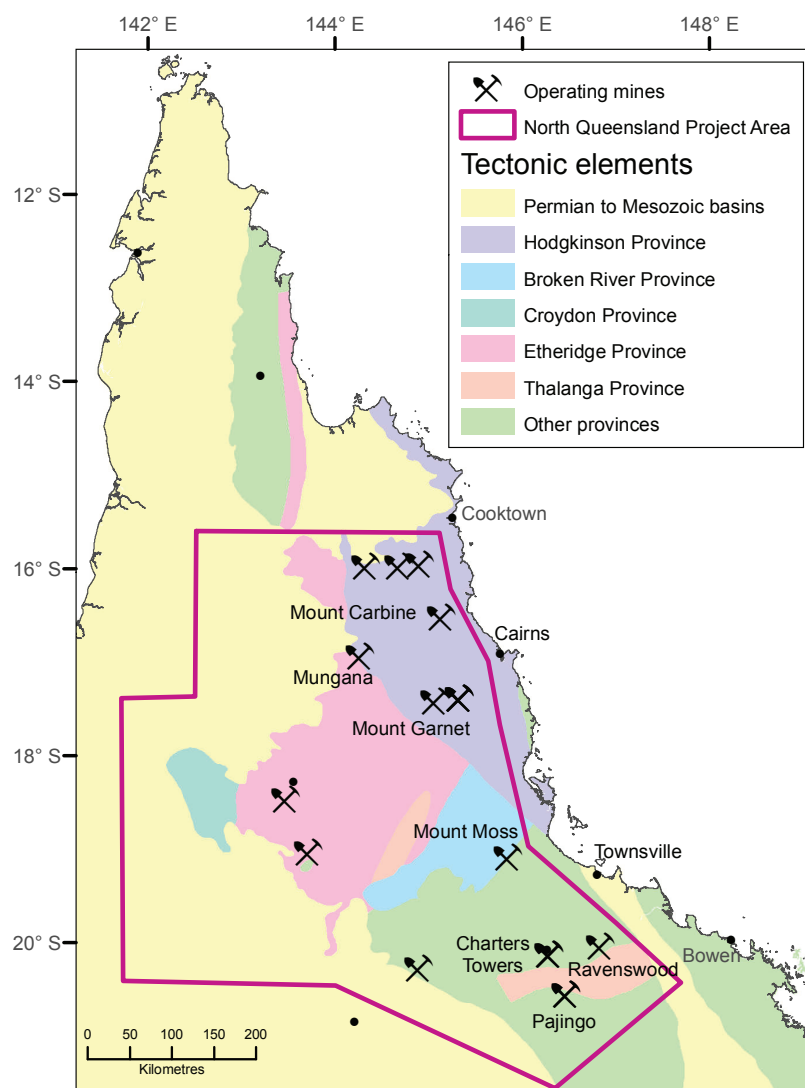 142° E
144° E
146° E
148° E
Operating mines
North Queensland Project Area
Tectonic elements
Permian to Mesozoic basins
Hodgkinson Province
Broken River Province
Croydon Province
Etheridge Province
Thalanga Province
Other provinces
12° S
14° S
16° S
18° S
20° S
Cooktown
Mount Carbine
Cairns
Mungana
Mount Garnet
Mount Moss
Townsville
Charters
Towers
Ravenswood
Bowen
Pajingo
0 50 100 150 200
Kilometres